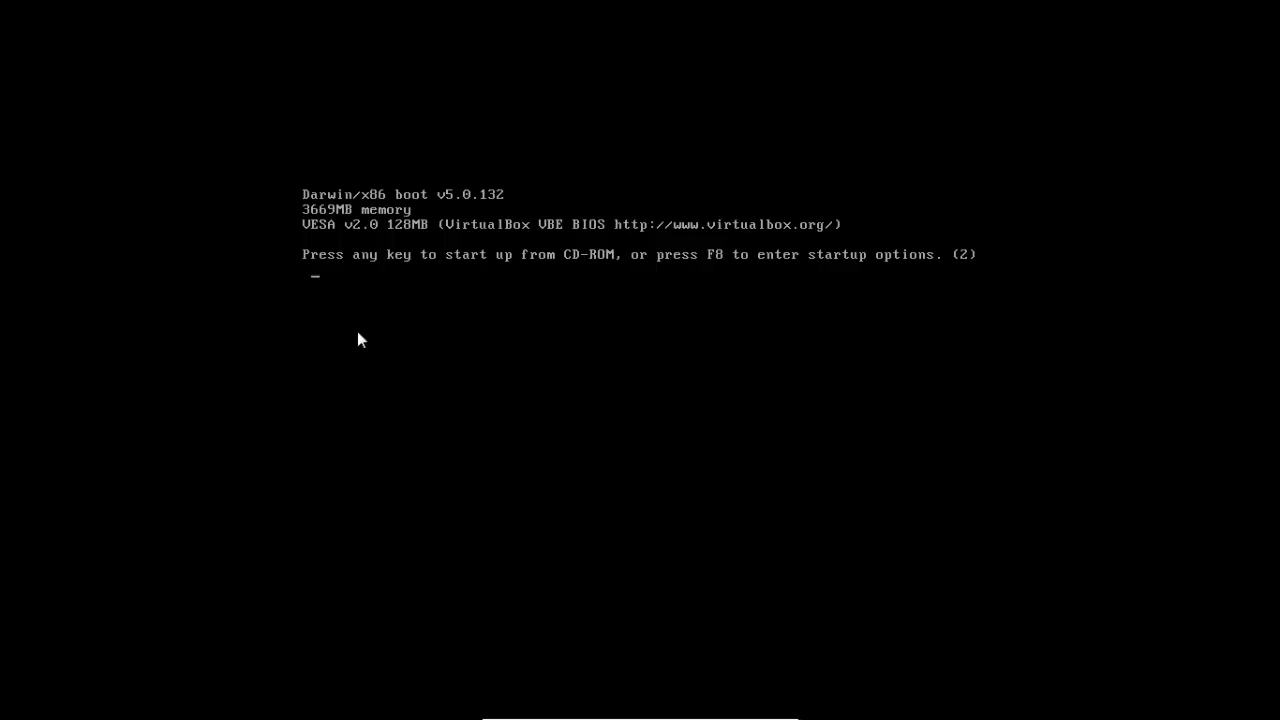 Darwin/x86 boot v5.0.132
3669MB memory
VESA v2.0 128MB (VirtualBox VBE BIOS http://www.virtualbox.org/)
Press any key to start up from CD-ROM, or press F8 to enter startup options. (2)
_